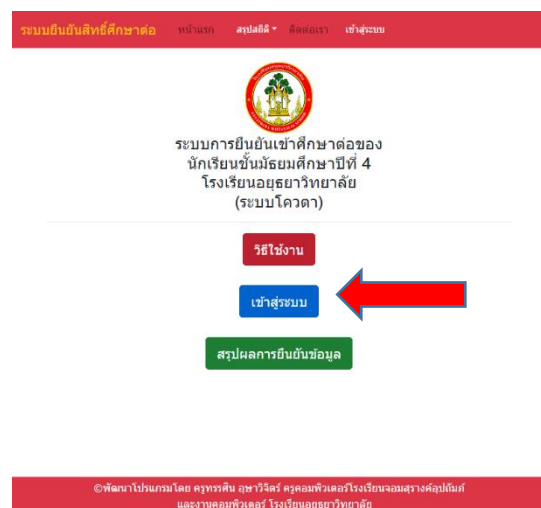 ระบบยืนยันสิทธิ์ศึกษาต่อ หน้าแรก สรุปสถิติ ติดต่อเรา เข้าสู่ระบบ
ระบบการยืนยันเข้าศึกษาต่อของ
นักเรียนชั้นมัธยมศึกษาปีที่ 4
โรงเรียนอยุธยาวิทยาลัย
(ระบบโควตา)
วิธีใช้งาน
เข้าสู่ระบบ
สรุปผลการยืนยันข้อมูล
©พัฒนาโปรแกรมโดย ครูทรรศิน อุษาวิจิตร์ ครูคอมพิวเตอร์โรงเรียนจอมสุรางค์อุปถัมภ์
และงานคอมพิวเตอร์ โรงเรียนอยุธยาวิทยาลัย